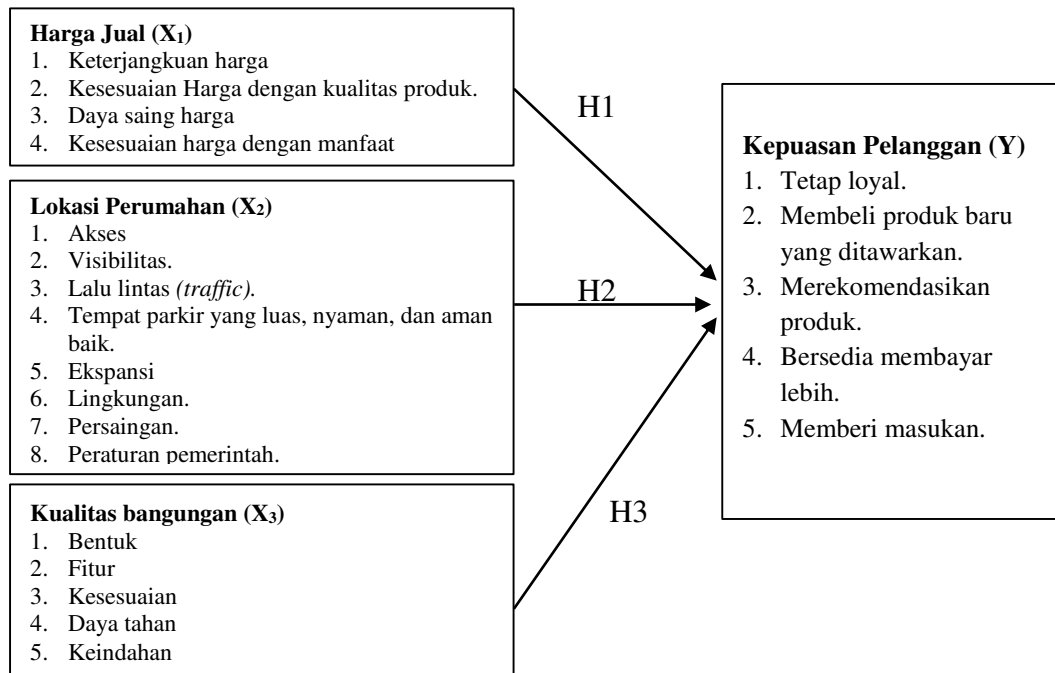 Harga Jual (X₁)
1. Keterjangkuan harga
2. Kesesuaian Harga dengan kualitas produk.
3. Daya saing harga
4. Kesesuaian harga dengan manfaat
H1
Lokasi Perumahan (X₂)
1. Akses
2. Visibilitas.
3. Lalu lintas (traffic).
4. Tempat parkir yang luas, nyaman, dan aman
baik.
5. Ekspansi
6. Lingkungan.
7. Persaingan.
8. Peraturan pemerintah.
H2
Kualitas bangungan (X₃)
1. Bentuk
2. Fitur
3. Kesesuaian
4. Daya tahan
5. Keindahan
H3
Kepuasan Pelanggan (Y)
1. Tetap loyal.
2. Membeli produk baru
yang ditawarkan.
3. Merekomendasikan
produk.
4. Bersedia membayar
lebih.
5. Memberi masukan.